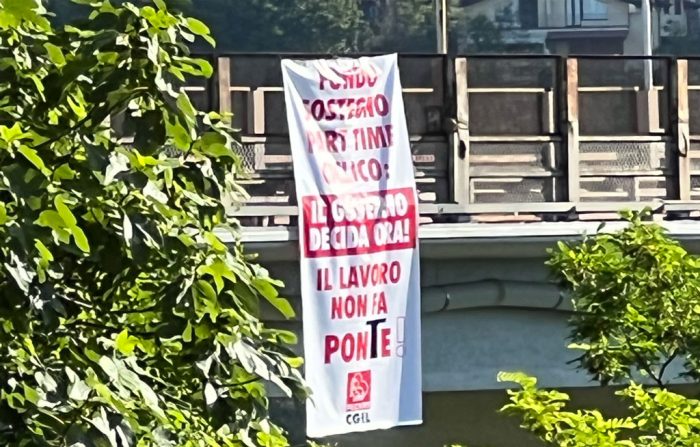 FONDO
SOSTEGNO
PART TIME
CICLICO:
IL GOVERNO
DECIDA ORA!
IL LAVORO
NON FA
PONTE!
CGIL